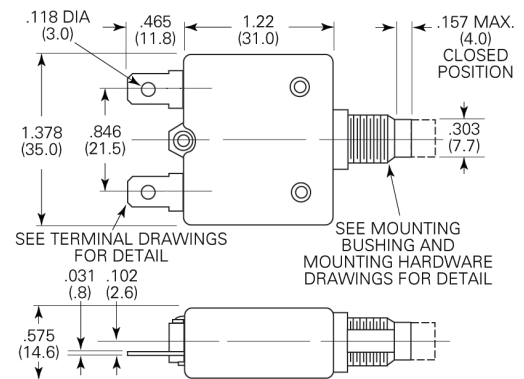 .118 DIA
(3.0)
.465
(11.8)
1.22
(31.0)
.157 MAX.
(4.0)
CLOSED
POSITION
1.378
(35.0)
.846
(21.5)
.303
(7.7)
SEE TERMINAL DRAWINGS
FOR DETAIL
SEE MOUNTING
BUSHING AND
MOUNTING HARDWARE
DRAWINGS FOR DETAIL
.031
(.8)
.102
(2.6)
.575
(14.6)